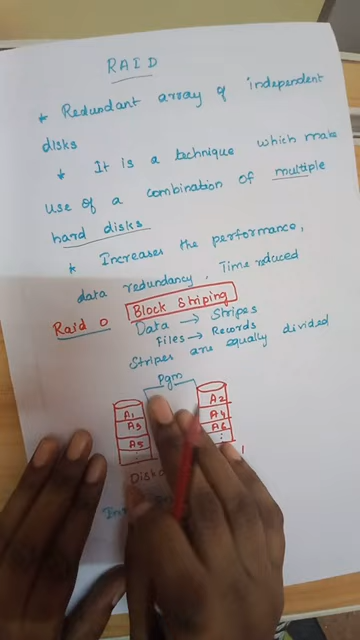 RAID
* Redundant array of independent
disks
* It is a technique which make
use of a combination of multiple
hard disks
* Increases the performance,
data redundancy, Time reduced
Raid 0 Block Striping
Data → Stripes
Files → Records
Stripes are equally divided
Pgm
A1
A3
A5
A2
A4
A6
Disk